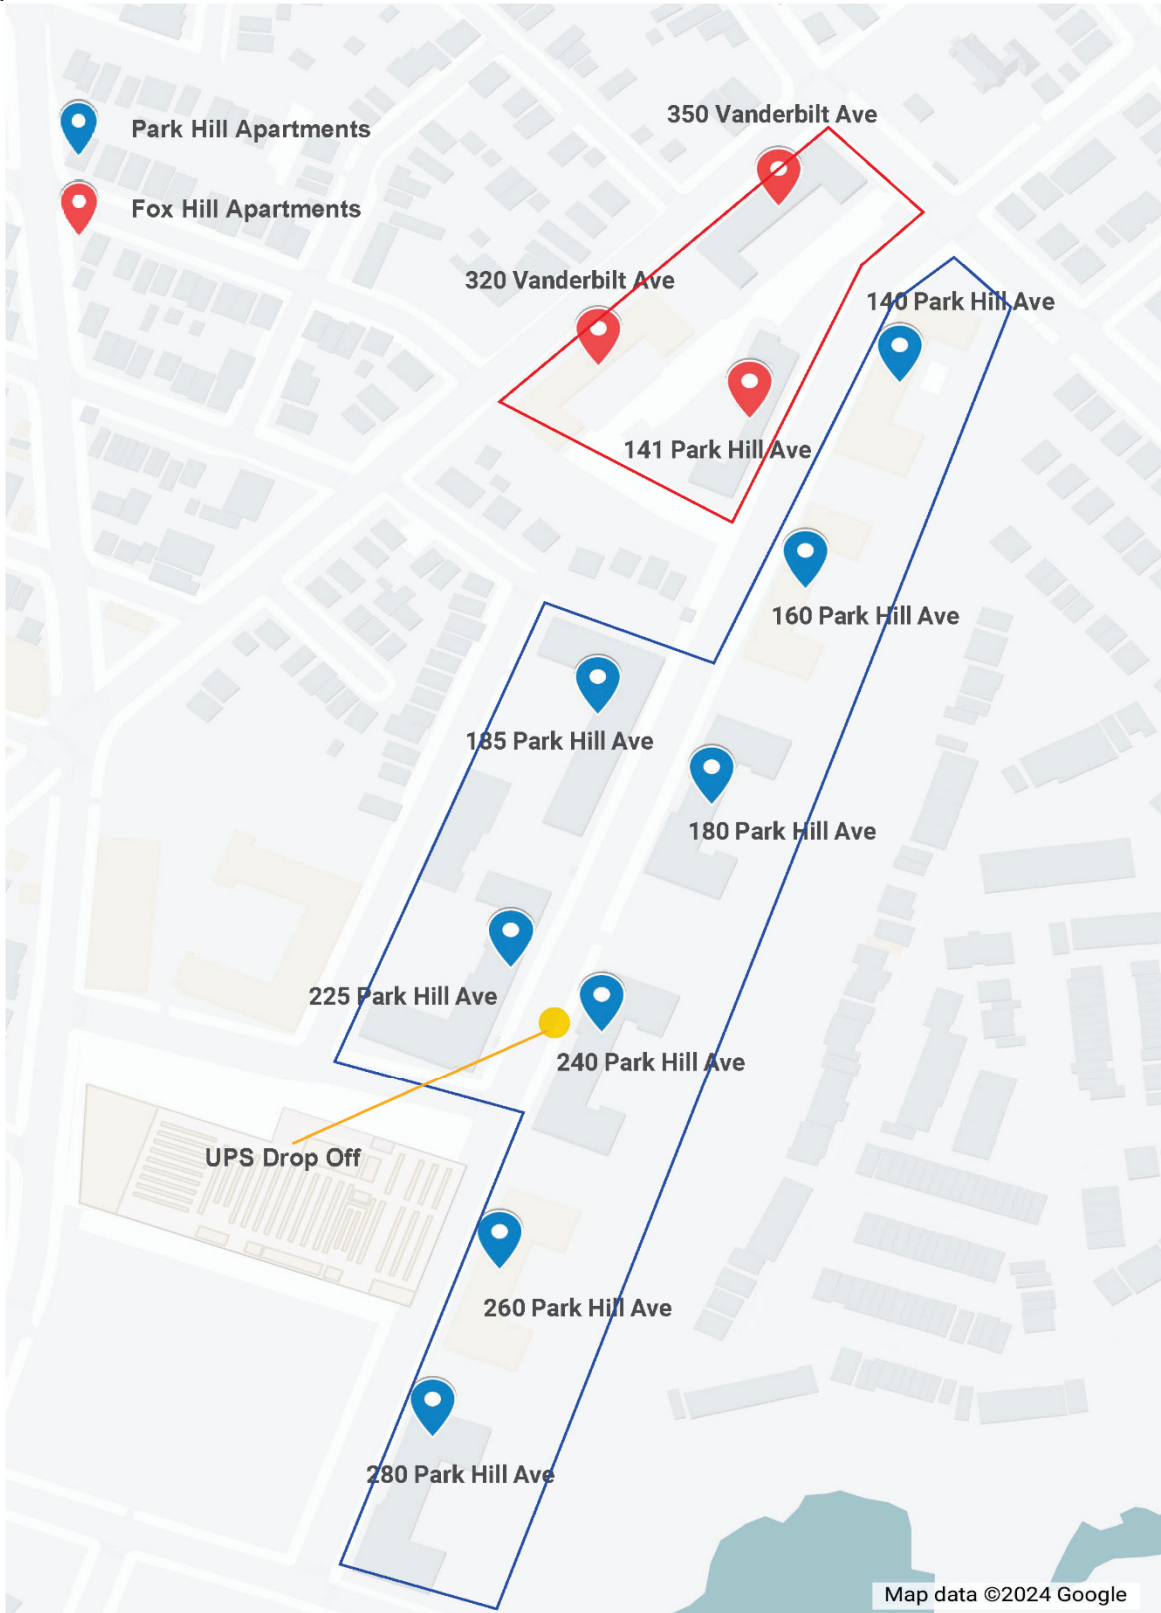 350 Vanderbilt Ave
Park Hill Apartments
Fox Hill Apartments
320 Vanderbilt Ave
140 Park Hill Ave
141 Park Hill Ave
160 Park Hill Ave
185 Park Hill Ave
180 Park Hill Ave
225 Park Hill Ave
240 Park Hill Ave
UPS Drop Off
260 Park Hill Ave
280 Park Hill Ave
Map data ©2024 Google